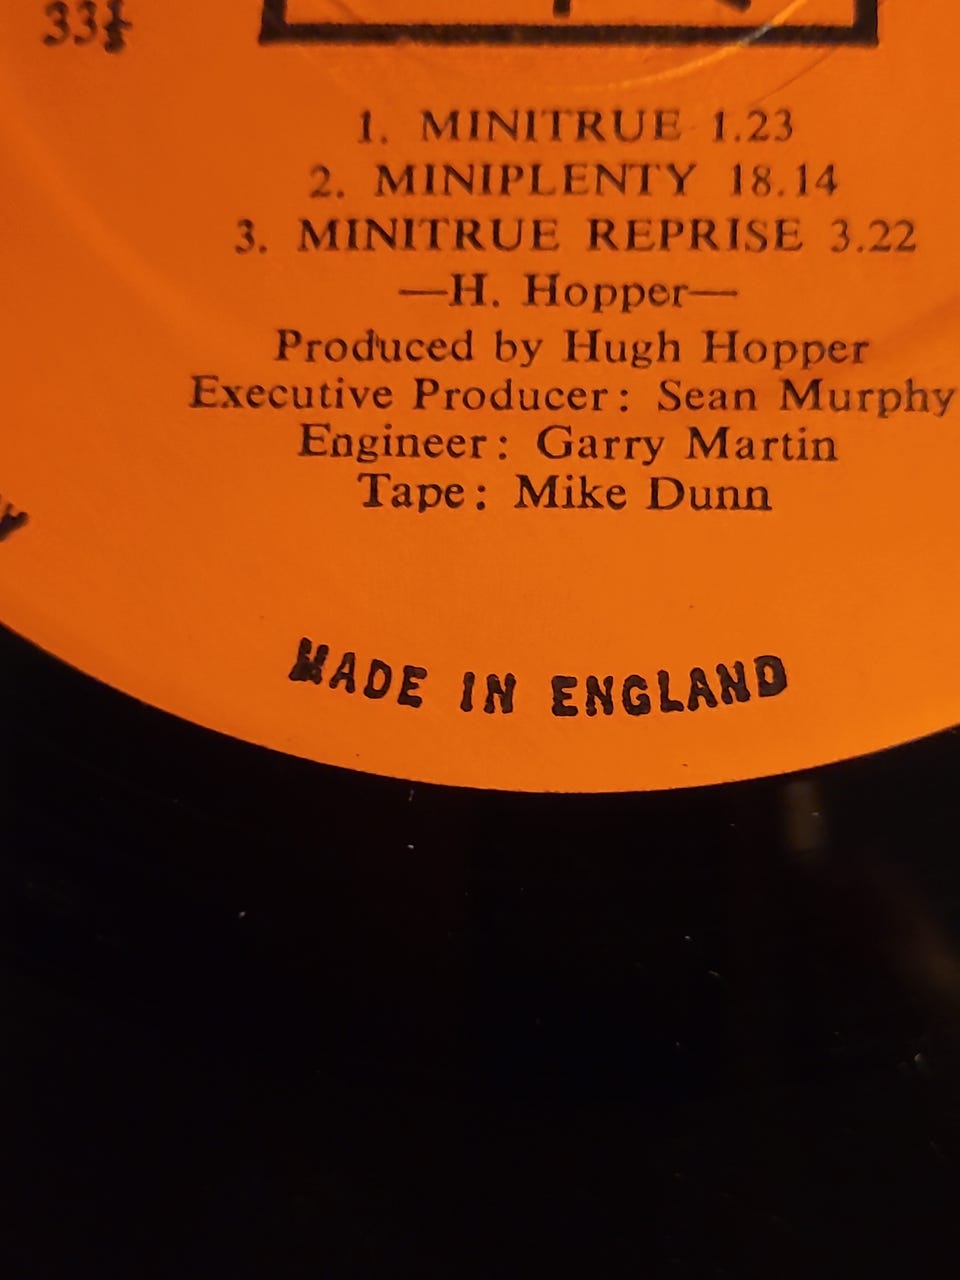 33⅓
1. MINITRUE 1.23
2. MINIPLENTY 18.14
3. MINITRUE REPRISE 3.22
—H. Hopper—
Produced by Hugh Hopper
Executive Producer: Sean Murphy
Engineer: Garry Martin
Tape: Mike Dunn
MADE IN ENGLAND